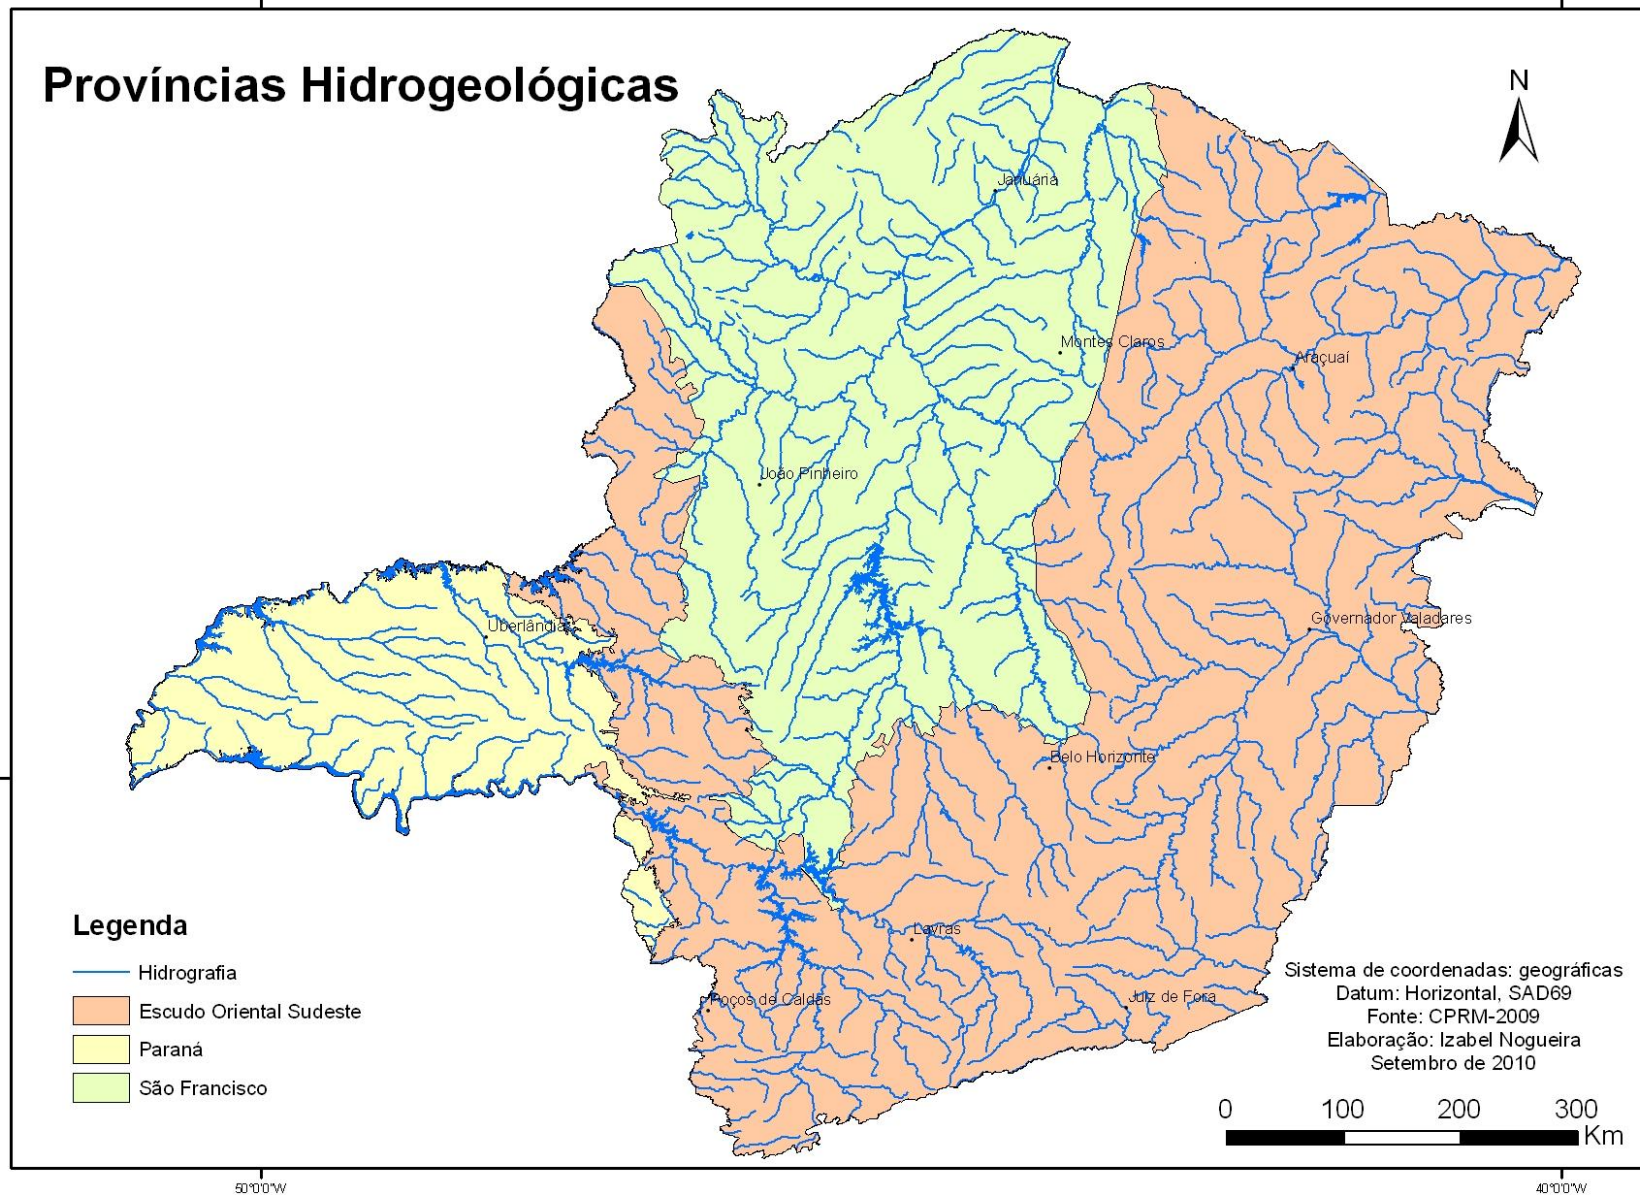 Províncias Hidrogeológicas
N
Januária
Montes Claros
Araçuaí
João Pinheiro
Uberlândia
Governador Valadares
Belo Horizonte
Lavras
Poços de Caldas
Juiz de Fora
Legenda
Hidrografia
Escudo Oriental Sudeste
Paraná
São Francisco
Sistema de coordenadas: geográficas
Datum: Horizontal, SAD69
Fonte: CPRM-2009
Elaboração: Izabel Nogueira
Setembro de 2010
0 100 200 300
Km
50°0'0"W 40°0'0"W